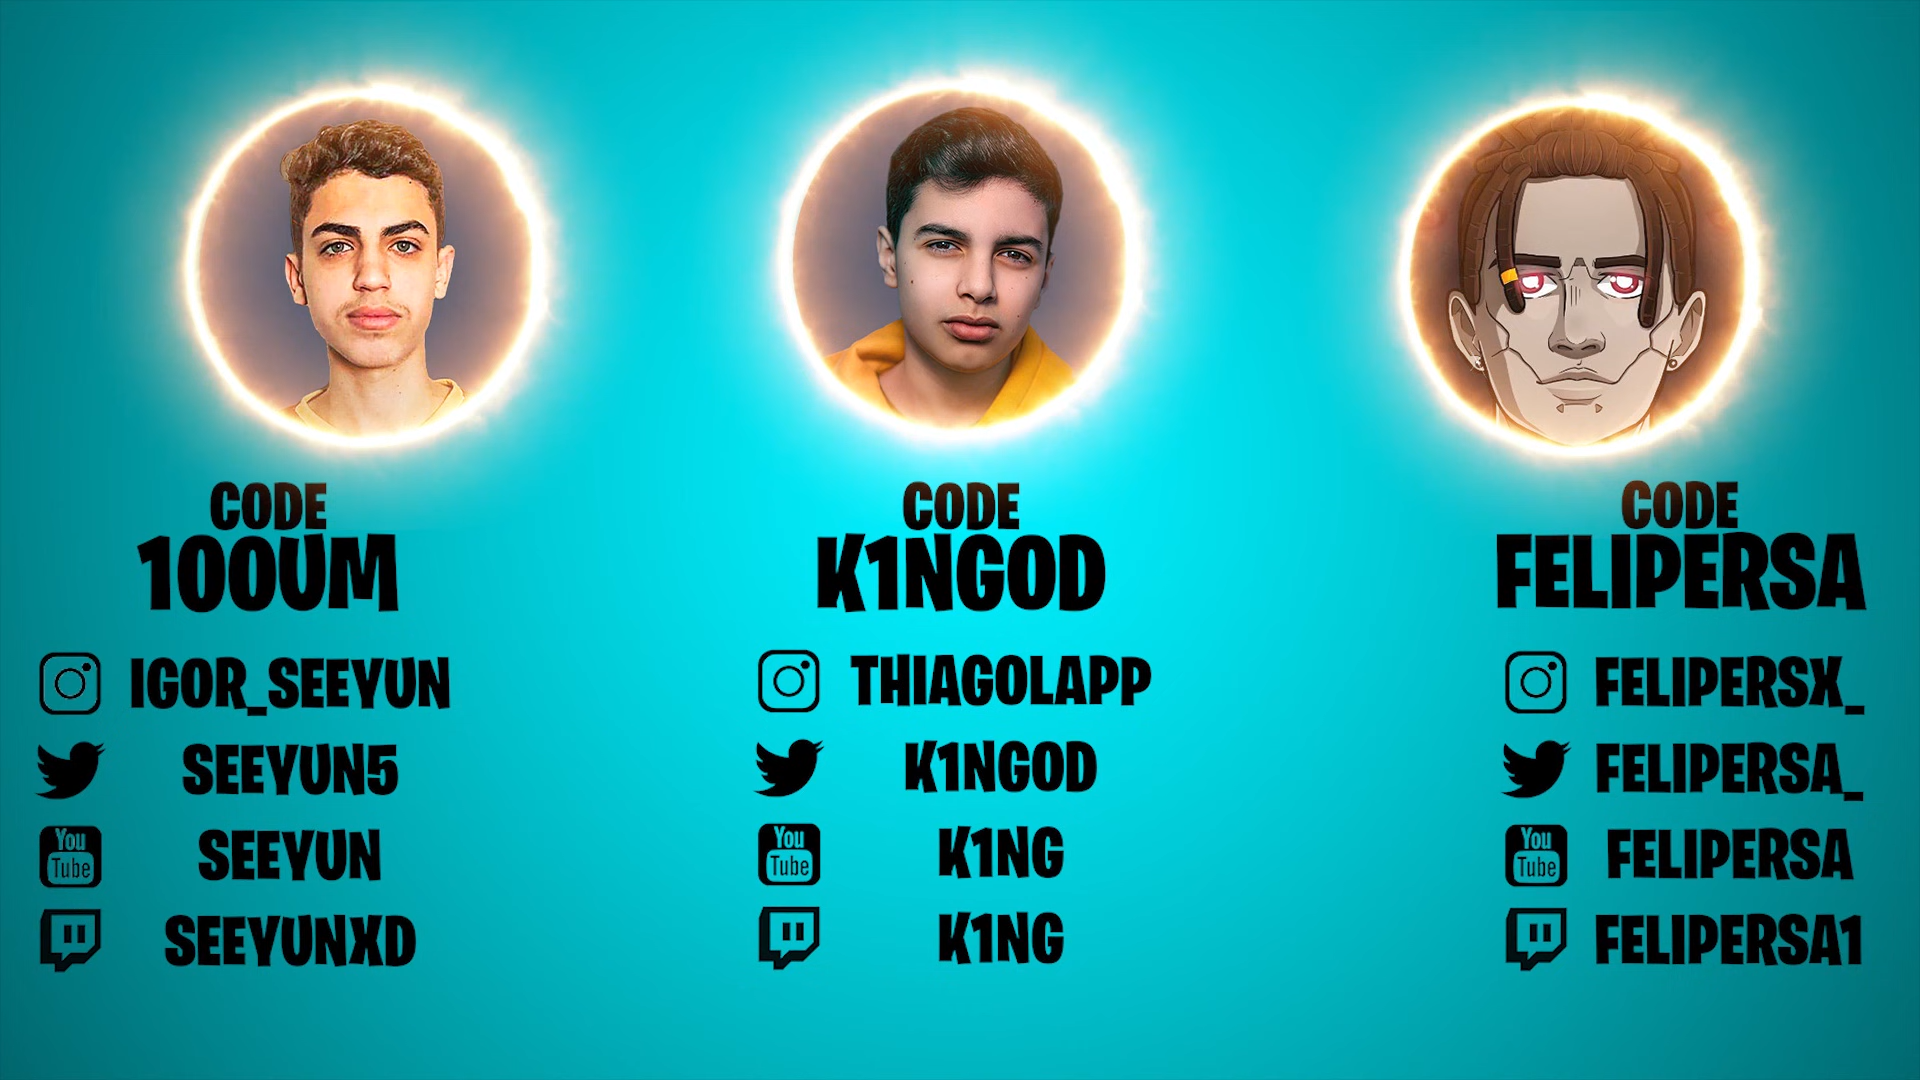 CODE
100UM
IGOR_SEEYUN
SEEYUN5
You
Tube
SEEYUN
SEEYUNXD
CODE
K1NGOD
THIAGOLAPP
K1NGOD
You
Tube
K1NG
K1NG
CODE
FELIPERSA
FELIPERSX_
FELIPERSA_
You
Tube
FELIPERSA
FELIPERSA1